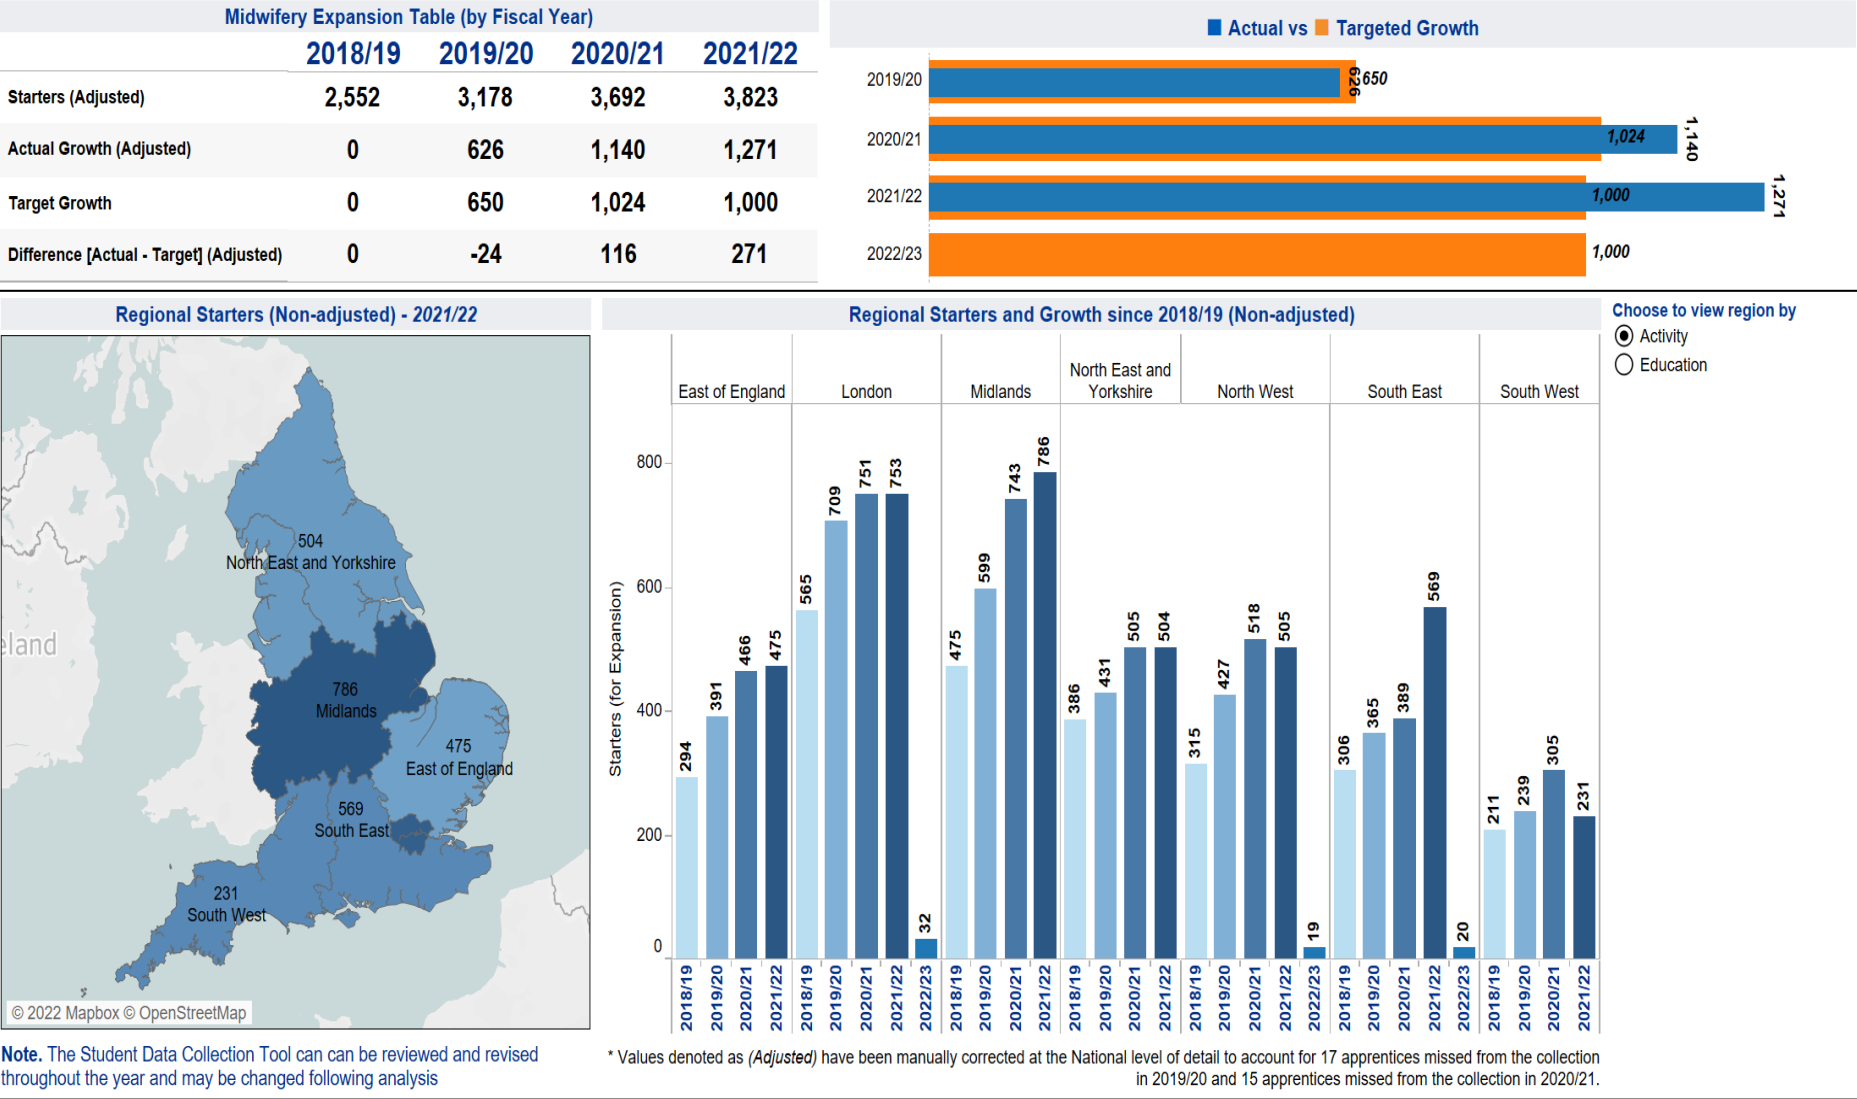 Midwifery Expansion Table (by Fiscal Year)
2018/19 2019/20 2020/21 2021/22
Starters (Adjusted) 2,552 3,178 3,692 3,823
Actual Growth (Adjusted) 0 626 1,140 1,271
Target Growth 0 650 1,024 1,000
Difference [Actual - Target] (Adjusted) 0 -24 116 271
Actual vs Targeted Growth
2019/20 626 650
2020/21 1,024 1,140
2021/22 1,000 1,271
2022/23 1,000
Regional Starters (Non-adjusted) - 2021/22
504
North East and Yorkshire
eland
786
Midlands
475
East of England
569
South East
231
South West
© 2022 Mapbox © OpenStreetMap
Note. The Student Data Collection Tool can can be reviewed and revised
throughout the year and may be changed following analysis
Regional Starters and Growth since 2018/19 (Non-adjusted)
East of England London Midlands North East and Yorkshire North West South East South West
Starters (for Expansion)
800
600
400
200
0
294 391 466 475
565 709 751 753 32
475 599 743 786
386 431 505 504
315 427 518 505 19
306 365 389 569 20
211 239 305 231
2018/19 2019/20 2020/21 2021/22
2018/19 2019/20 2020/21 2021/22 2022/23
2018/19 2019/20 2020/21 2021/22
2018/19 2019/20 2020/21 2021/22
2018/19 2019/20 2020/21 2021/22 2022/23
2018/19 2019/20 2020/21 2021/22 2022/23
2018/19 2019/20 2020/21 2021/22
* Values denoted as (Adjusted) have been manually corrected at the National level of detail to account for 17 apprentices missed from the collection
in 2019/20 and 15 apprentices missed from the collection in 2020/21.
Choose to view region by
Activity
Education